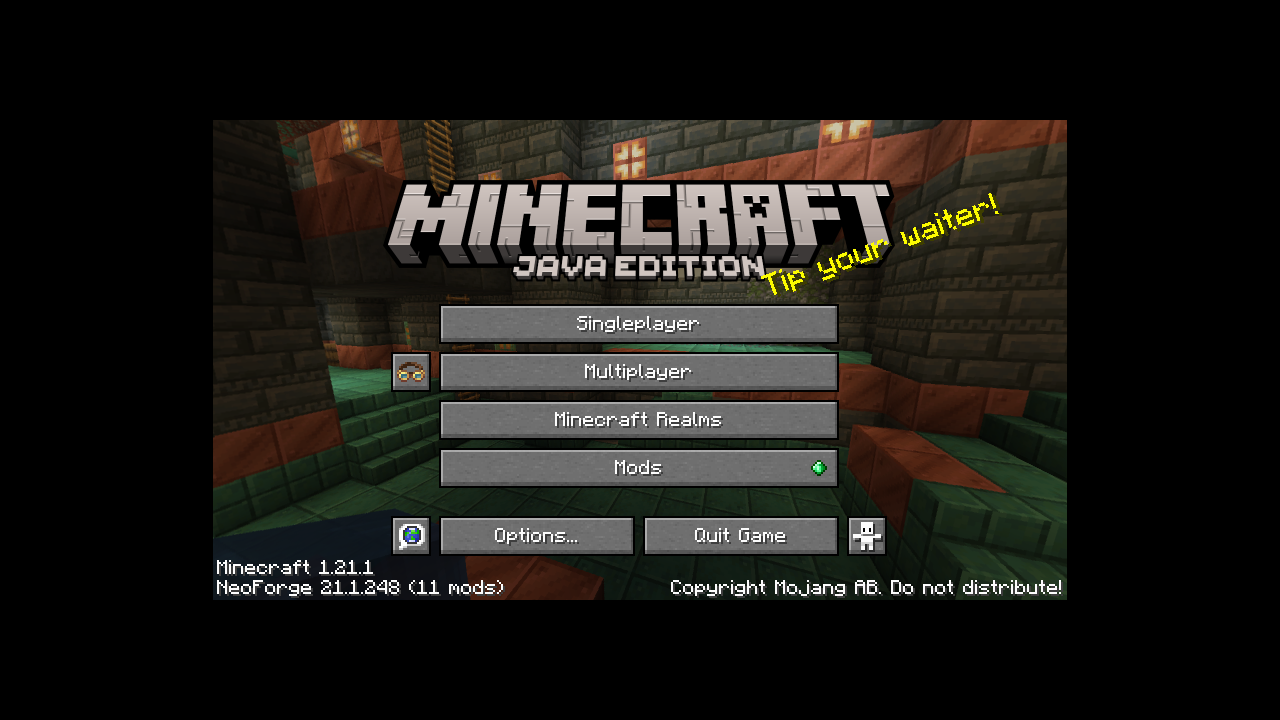 MINECRAFT
JAVA EDITION
Tip your waiter!
Singleplayer
Multiplayer
Minecraft Realms
Mods
Options...
Quit Game
Minecraft 1.21.1
NeoForge 21.1.248 (11 mods)
Copyright Mojang AB. Do not distribute!